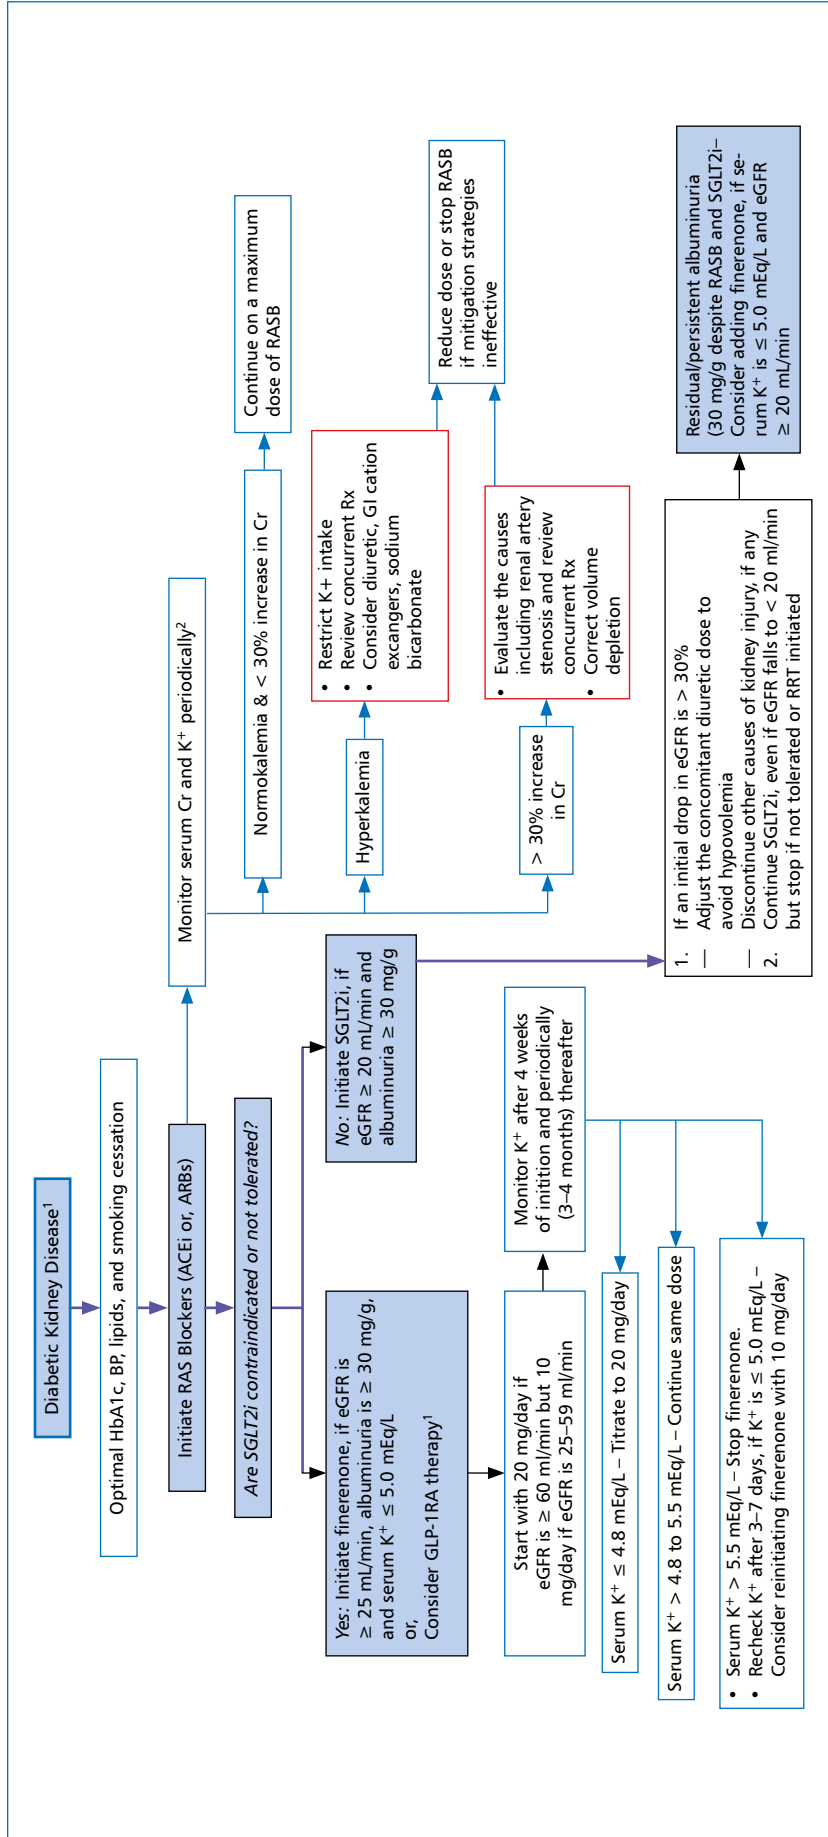 Diabetic Kidney Disease¹
Optimal HbA1c, BP, lipids, and smoking cessation
Initiate RAS Blockers (ACEi or, ARBs)
Monitor serum Cr and K⁺ periodically²
Normokalemia & < 30% increase in Cr
Continue on a maximum
dose of RASB
Hyperkalemia
• Restrict K+ intake
• Review concurrent Rx
• Consider diuretic, GI cation
excangers, sodium
bicarbonate
> 30% increase
in Cr
• Evaluate the causes
including renal artery
stenosis and review
concurrent Rx
• Correct volume
depletion
Reduce dose or stop RASB
if mitigation strategies
ineffective
Are SGLT2i contraindicated or not tolerated?
Yes: Initiate finerenone, if eGFR is
≥ 25 mL/min, albuminuria is ≥ 30 mg/g,
and serum K⁺ ≤ 5.0 mEq/L
or,
Consider GLP-1RA therapy¹
No: Initiate SGLT2i, if
eGFR ≥ 20 mL/min and
albuminuria ≥ 30 mg/g
Start with 20 mg/day if
eGFR is ≥ 60 ml/min but 10
mg/day if eGFR is 25–59 ml/min
Monitor K⁺ after 4 weeks
of initition and periodically
(3–4 months) thereafter
Serum K⁺ ≤ 4.8 mEq/L – Titrate to 20 mg/day
Serum K⁺ > 4.8 to 5.5 mEq/L – Continue same dose
• Serum K⁺ > 5.5 mEq/L – Stop finerenone.
• Recheck K⁺ after 3–7 days, if K⁺ is ≤ 5.0 mEq/L –
Consider reinitiating finerenone with 10 mg/day
1. If an initial drop in eGFR is > 30%
— Adjust the concomitant diuretic dose to
avoid hypovolemia
— Discontinue other causes of kidney injury, if any
2. Continue SGLT2i, even if eGFR falls to < 20 ml/min
but stop if not tolerated or RRT initiated
Residual/persistent albuminuria
(30 mg/g despite RASB and SGLT2i–
Consider adding finerenone, if se-
rum K⁺ is ≤ 5.0 mEq/L and eGFR
≥ 20 mL/min